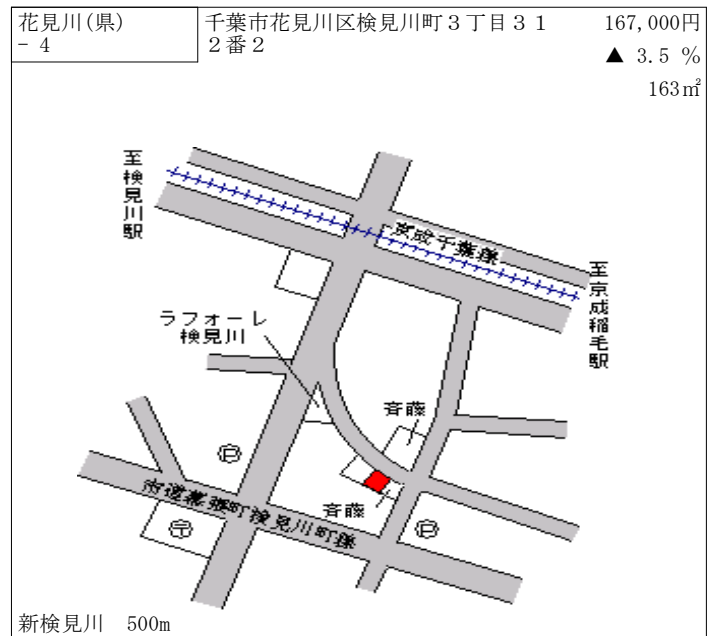 花見川(県)
- 4
千葉市花見川区検見川町３丁目３１
２番２
167,000円
▲ 3.5 %
163㎡
至検見川駅
京成千葉線
至京成稲毛駅
ラフォーレ
検見川
斉藤
Ⓟ
市道幕張町検見川町線
斉藤
〒
Ⓟ
新検見川 500m